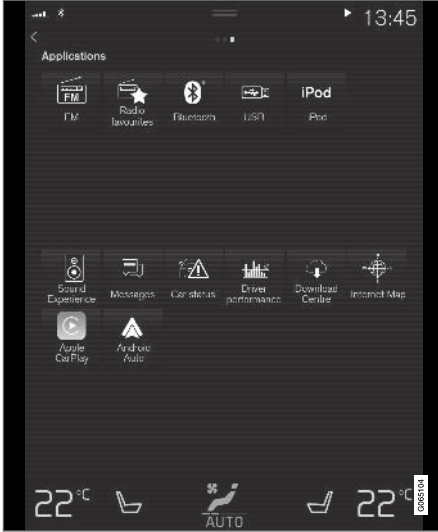 13:45
Applications
FM
iPod
FM
Radio
favourites
Bluetooth
USB
iPod
Sound
Experience
Messages
Car status
Driver
performance
Download
Centre
Internet Map
Apple
CarPlay
Android
Auto
22°C
AUTO
22°C
G065104